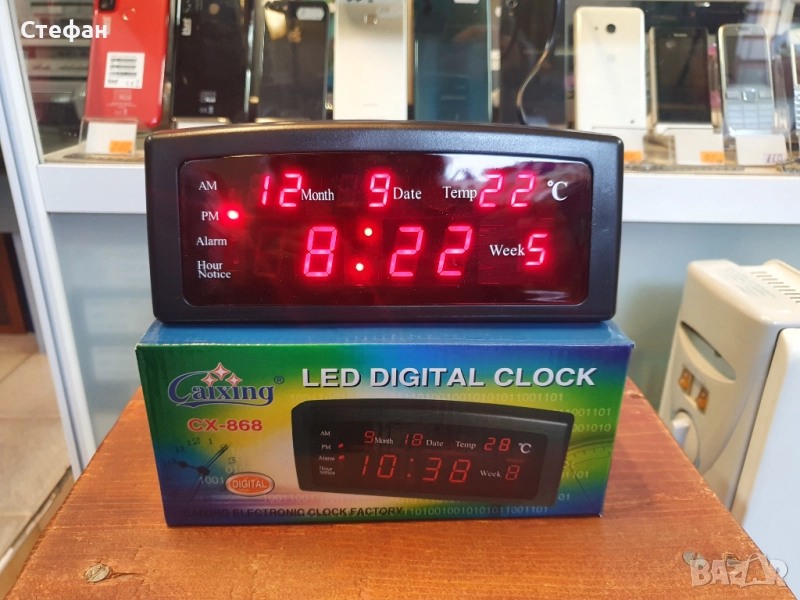 Стефан
AM 12 Month 9 Date Temp 22 °C
PM
Alarm 8:22 Week 5
Hour Notice
Caixing®
LED DIGITAL CLOCK
CX-868
AM 9 Month 18 Date Temp 28 °C
PM
Alarm 10:38 Week 8
Hour Notice
DIGITAL
CAIXING ELECTRONIC CLOCK FACTORY
BAZAR